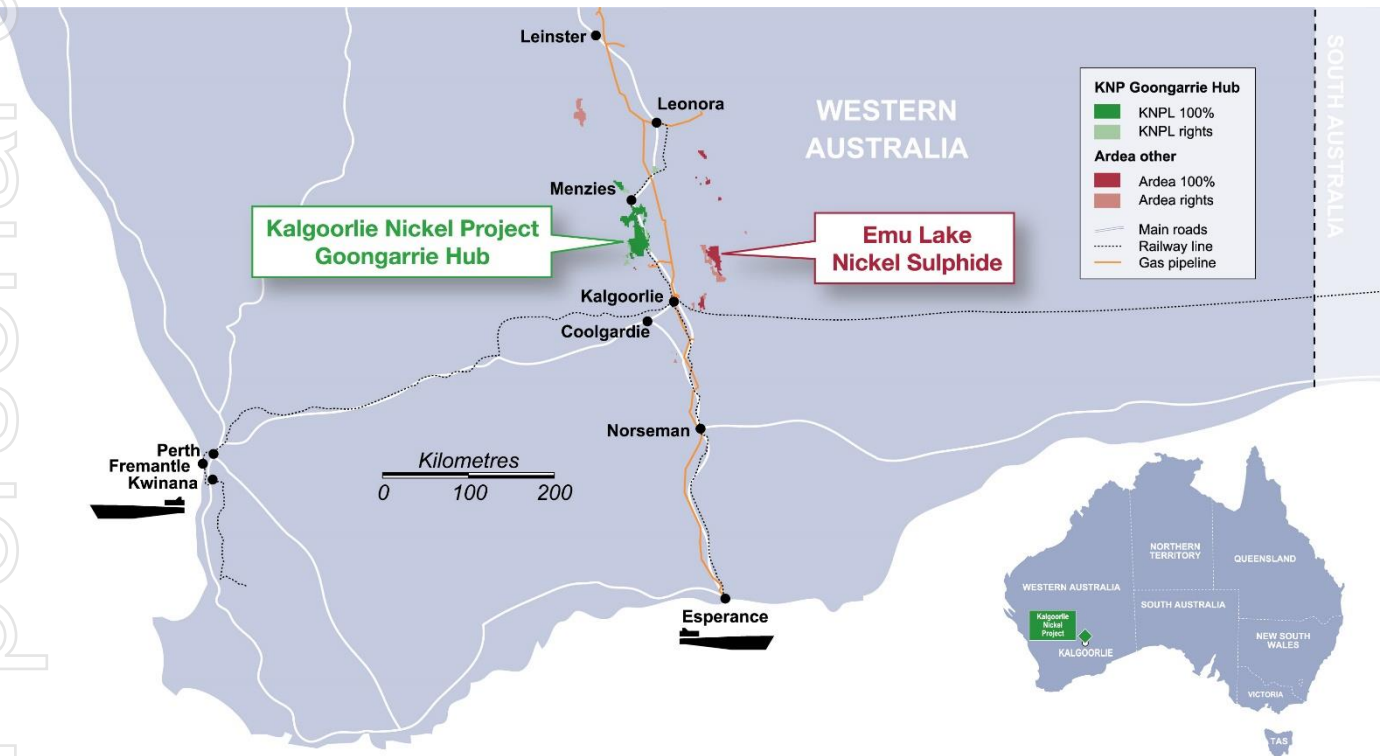 Leinster
Leonora
WESTERN
AUSTRALIA
SOUTH AUSTRALIA
KNP Goongarrie Hub
KNPL 100%
KNPL rights
Ardea other
Ardea 100%
Ardea rights
Main roads
Railway line
Gas pipeline
Menzies
Kalgoorlie Nickel Project
Goongarrie Hub
Emu Lake
Nickel Sulphide
Kalgoorlie
Coolgardie
Norseman
Perth
Fremantle
Kwinana
Kilometres
0 100 200
Esperance
NORTHERN
TERRITORY
QUEENSLAND
WESTERN AUSTRALIA
SOUTH AUSTRALIA
Kalgoorlie
Nickel
Project
KALGOORLIE
NEW SOUTH
WALES
VICTORIA
TAS